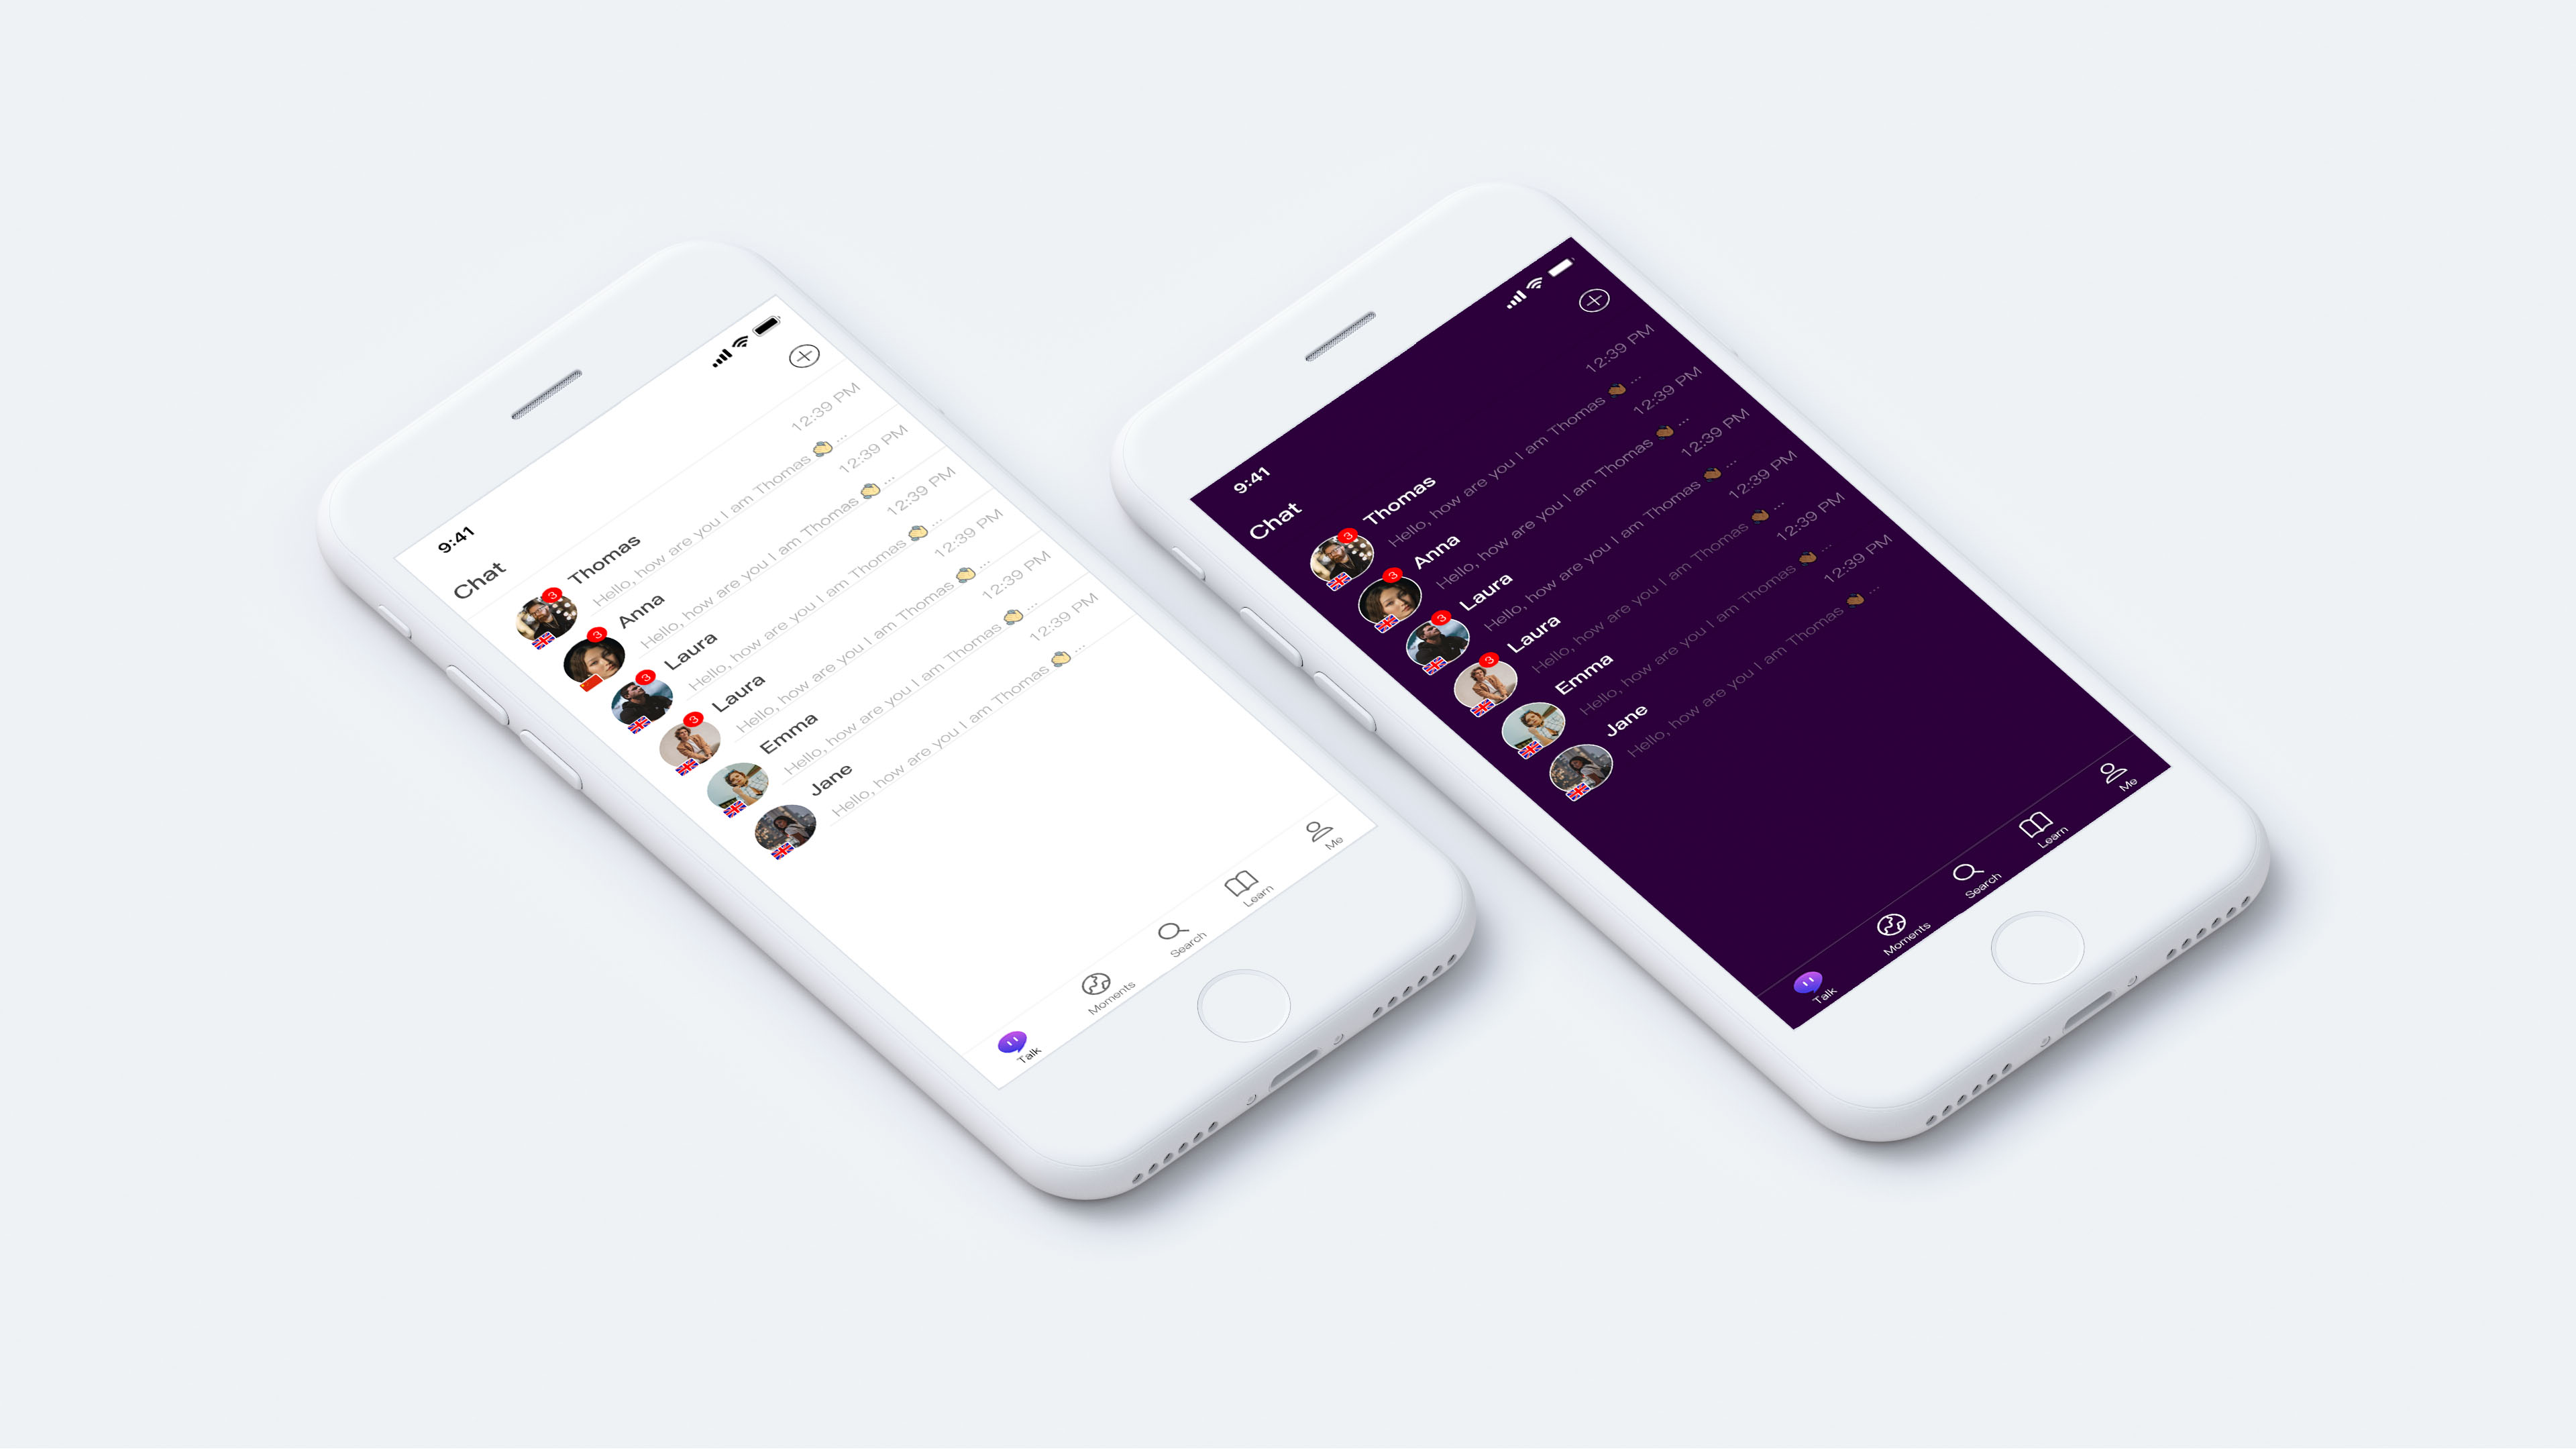 9:41
Chat
3
Thomas
12:39 PM
Hello, how are you I am Thomas 🤝 ...
3
Anna
12:39 PM
Hello, how are you I am Thomas 🤝 ...
3
Laura
12:39 PM
Hello, how are you I am Thomas 🤝 ...
3
Laura
12:39 PM
Hello, how are you I am Thomas 🤝 ...
Emma
12:39 PM
Hello, how are you I am Thomas 🤝 ...
Jane
12:39 PM
Hello, how are you I am Thomas 🤝 ...
Talk
Moments
Search
Learn
Me
9:41
Chat
3
Thomas
12:39 PM
Hello, how are you I am Thomas 🤝 ...
3
Anna
12:39 PM
Hello, how are you I am Thomas 🤝 ...
3
Laura
12:39 PM
Hello, how are you I am Thomas 🤝 ...
3
Laura
12:39 PM
Hello, how are you I am Thomas 🤝 ...
Emma
12:39 PM
Hello, how are you I am Thomas 🤝 ...
Jane
12:39 PM
Hello, how are you I am Thomas 🤝 ...
Talk
Moments
Search
Learn
Me